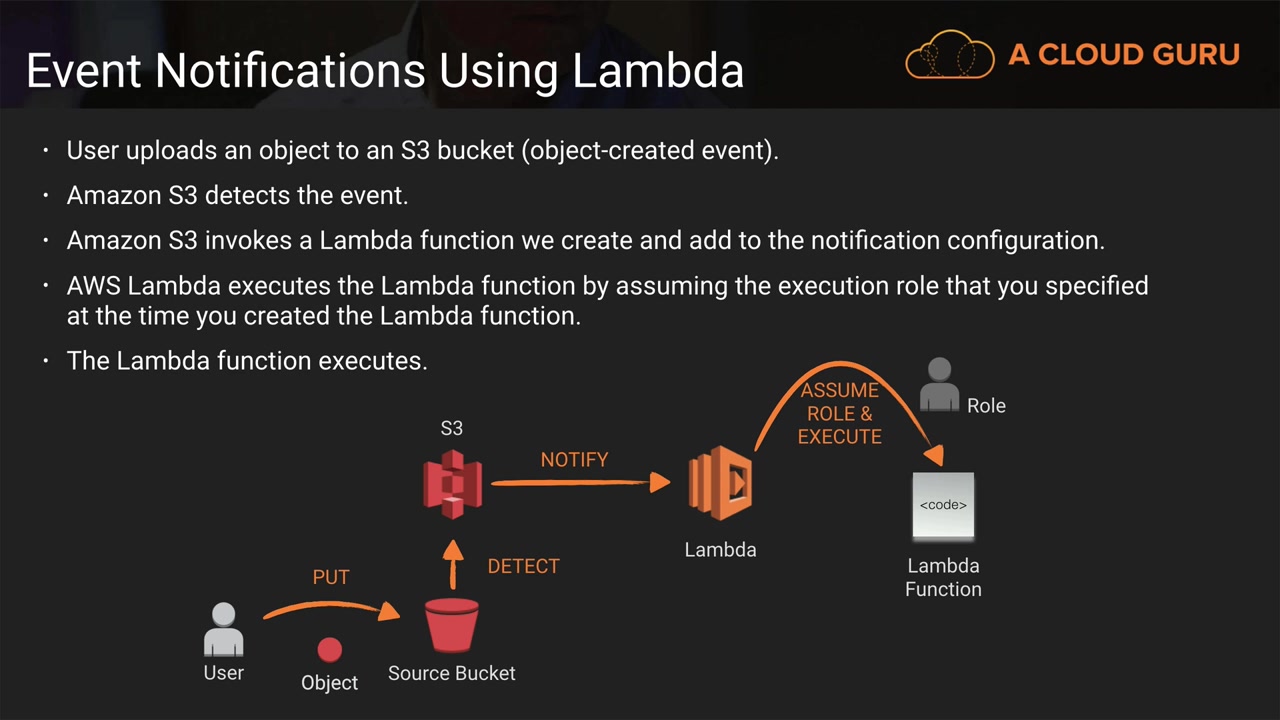 Event Notifications Using Lambda
A CLOUD GURU
• User uploads an object to an S3 bucket (object-created event).
• Amazon S3 detects the event.
• Amazon S3 invokes a Lambda function we create and add to the notification configuration.
• AWS Lambda executes the Lambda function by assuming the execution role that you specified
at the time you created the Lambda function.
• The Lambda function executes.
ASSUME
ROLE &
EXECUTE
Role
S3
NOTIFY
<code>
Lambda
Lambda
Function
DETECT
PUT
User
Object
Source Bucket